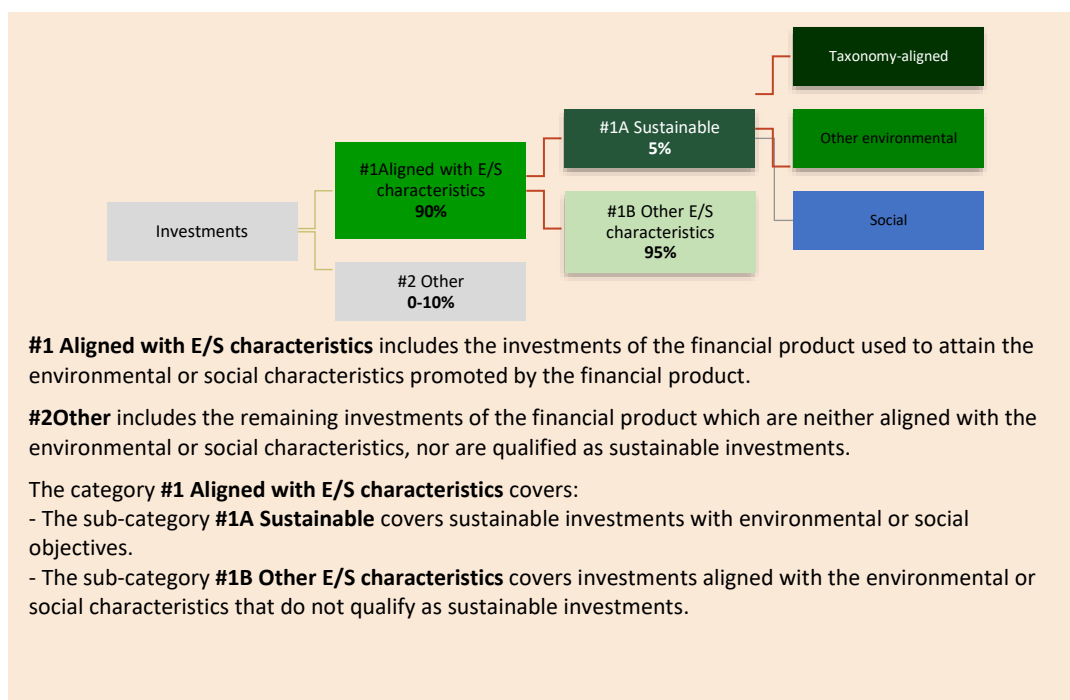 Taxonomy-aligned
#1A Sustainable
5%
Other environmental
#1Aligned with E/S
characteristics
90%
#1B Other E/S
characteristics
95%
Social
Investments
#2 Other
0-10%
#1 Aligned with E/S characteristics includes the investments of the financial product used to attain the
environmental or social characteristics promoted by the financial product.
#2Other includes the remaining investments of the financial product which are neither aligned with the
environmental or social characteristics, nor are qualified as sustainable investments.
The category #1 Aligned with E/S characteristics covers:
- The sub-category #1A Sustainable covers sustainable investments with environmental or social
objectives.
- The sub-category #1B Other E/S characteristics covers investments aligned with the environmental or
social characteristics that do not qualify as sustainable investments.